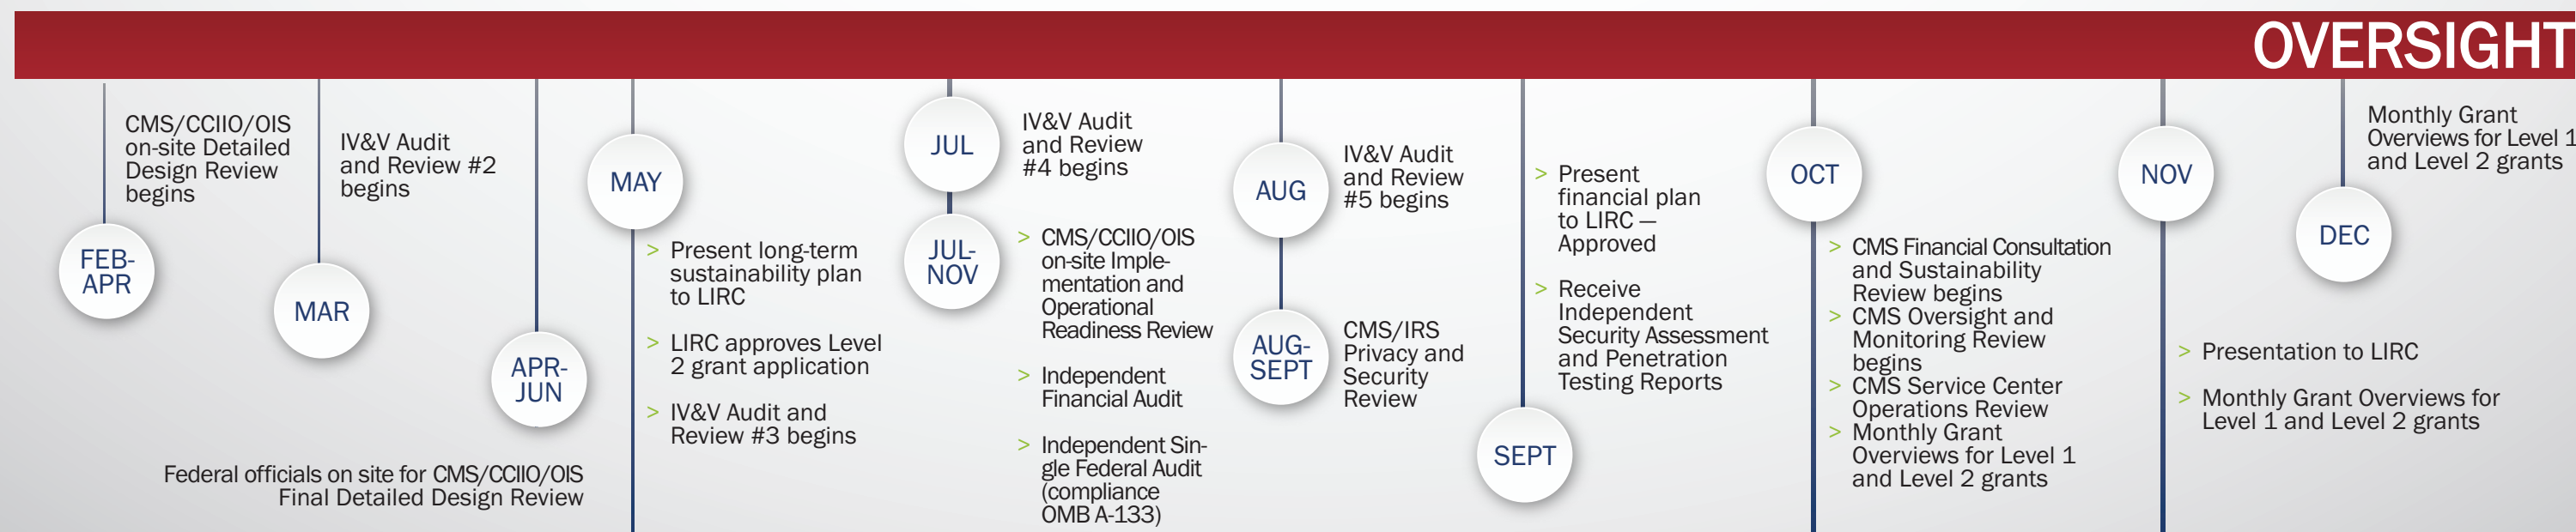 OVERSIGHT
CMS/CCIIO/OIS
on-site Detailed
Design Review
begins
FEB-
APR
IV&V Audit
and Review #2
begins
MAR
APR-
JUN
Federal officials on site for CMS/CCIIO/OIS
Final Detailed Design Review
MAY
> Present long-term
sustainability plan
to LIRC
> LIRC approves Level
2 grant application
> IV&V Audit and
Review #3 begins
JUL
IV&V Audit
and Review
#4 begins
JUL-
NOV
> CMS/CCIIO/OIS
on-site Imple-
mentation and
Operational
Readiness Review
> Independent
Financial Audit
> Independent Sin-
gle Federal Audit
(compliance
OMB A-133)
AUG
IV&V Audit
and Review
#5 begins
AUG-
SEPT
CMS/IRS
Privacy and
Security
Review
> Present
financial plan
to LIRC —
Approved
> Receive
Independent
Security Assessment
and Penetration
Testing Reports
SEPT
OCT
> CMS Financial Consultation
and Sustainability
Review begins
> CMS Oversight and
Monitoring Review
begins
> CMS Service Center
Operations Review
> Monthly Grant
Overviews for Level 1
and Level 2 grants
NOV
> Presentation to LIRC
> Monthly Grant Overviews for
Level 1 and Level 2 grants
Monthly Grant
Overviews for Level 1
and Level 2 grants
DEC